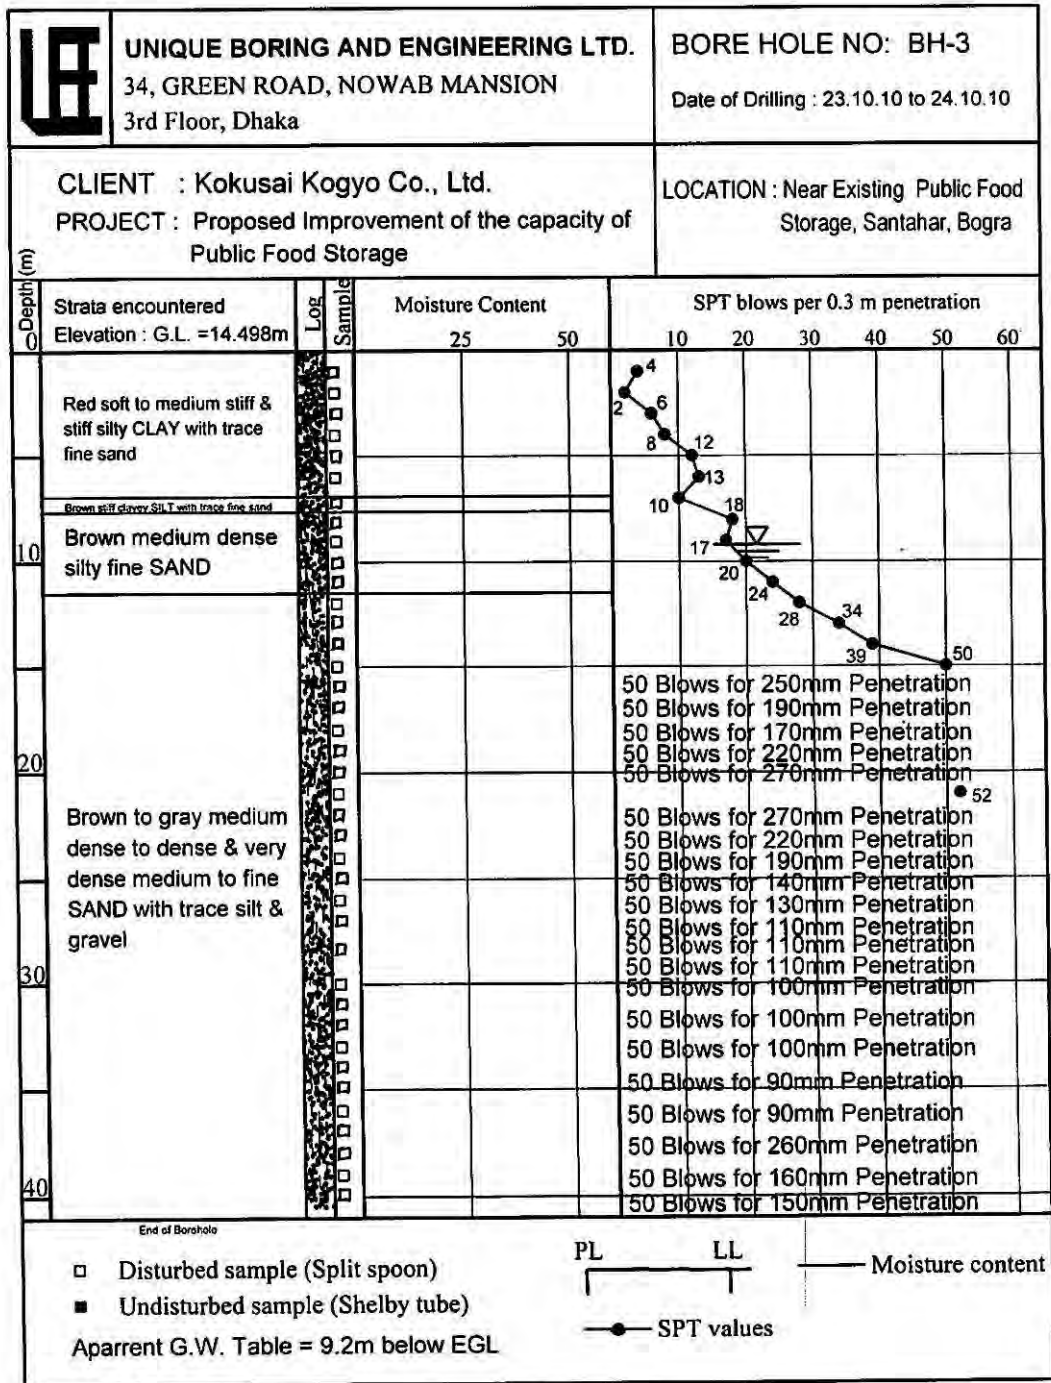 UNIQUE BORING AND ENGINEERING LTD.
34, GREEN ROAD, NOWAB MANSION
3rd Floor, Dhaka
BORE HOLE NO: BH-3
Date of Drilling : 23.10.10 to 24.10.10
CLIENT : Kokusai Kogyo Co., Ltd.
PROJECT : Proposed Improvement of the capacity of
Public Food Storage
LOCATION : Near Existing Public Food
Storage, Santahar, Bogra
Depth (m)
0
Strata encountered
Elevation : G.L. =14.498m
Log
Sample
Moisture Content
25 50
SPT blows per 0.3 m penetration
10 20 30 40 50 60
Red soft to medium stiff &
stiff silty CLAY with trace
fine sand
Brown stiff clayey SILT with trace fine sand
Brown medium dense
silty fine SAND
Brown to gray medium
dense to dense & very
dense medium to fine
SAND with trace silt &
gravel
10
20
30
40
4
2
6
8
12
13
10
18
17
20
24
28
34
39
50
50 Blows for 250mm Penetration
50 Blows for 190mm Penetration
50 Blows for 170mm Penetration
50 Blows for 220mm Penetration
50 Blows for 270mm Penetration
52
50 Blows for 270mm Penetration
50 Blows for 220mm Penetration
50 Blows for 190mm Penetration
50 Blows for 140mm Penetration
50 Blows for 130mm Penetration
50 Blows for 110mm Penetration
50 Blows for 110mm Penetration
50 Blows for 110mm Penetration
50 Blows for 100mm Penetration
50 Blows for 100mm Penetration
50 Blows for 100mm Penetration
50 Blows for 90mm Penetration
50 Blows for 90mm Penetration
50 Blows for 260mm Penetration
50 Blows for 160mm Penetration
50 Blows for 150mm Penetration
End of Borehole
Disturbed sample (Split spoon)
Undisturbed sample (Shelby tube)
Aparrent G.W. Table = 9.2m below EGL
PL LL
Moisture content
SPT values